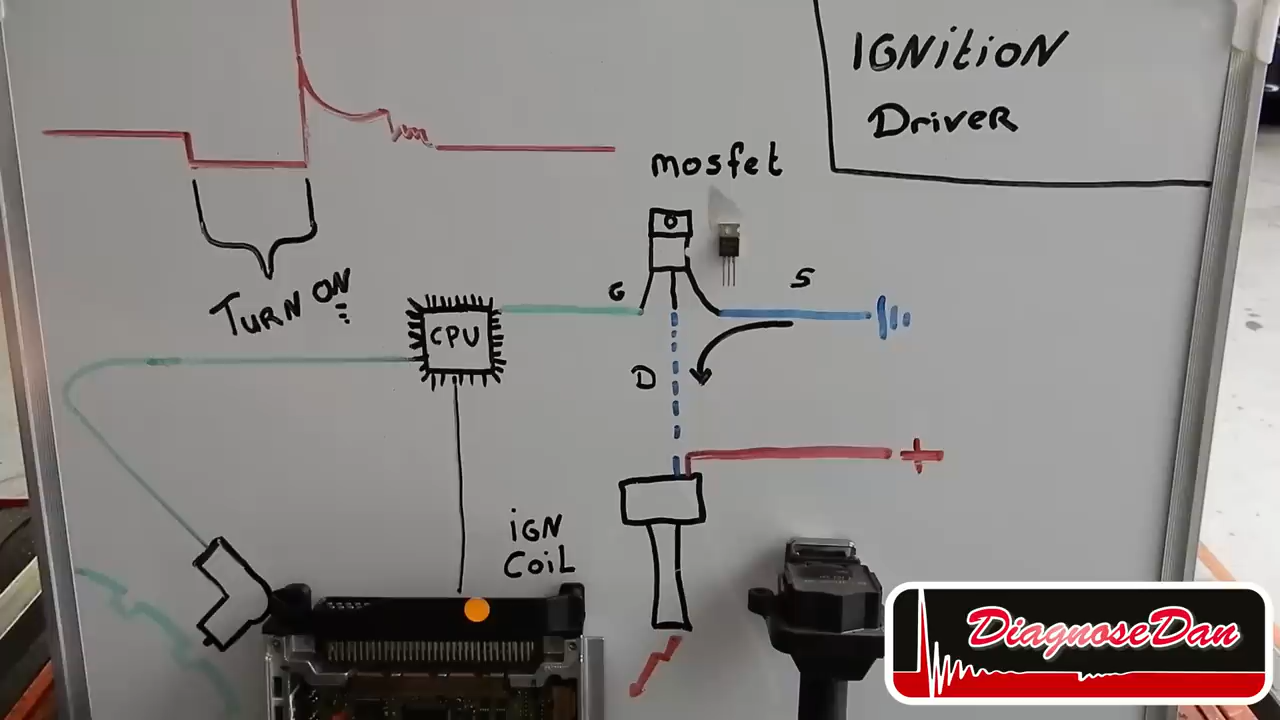 IGNITION
DRIVER
mosfet
G
S
TURN ON
CPU
D
+
IGN
COIL
DiagnoseDan